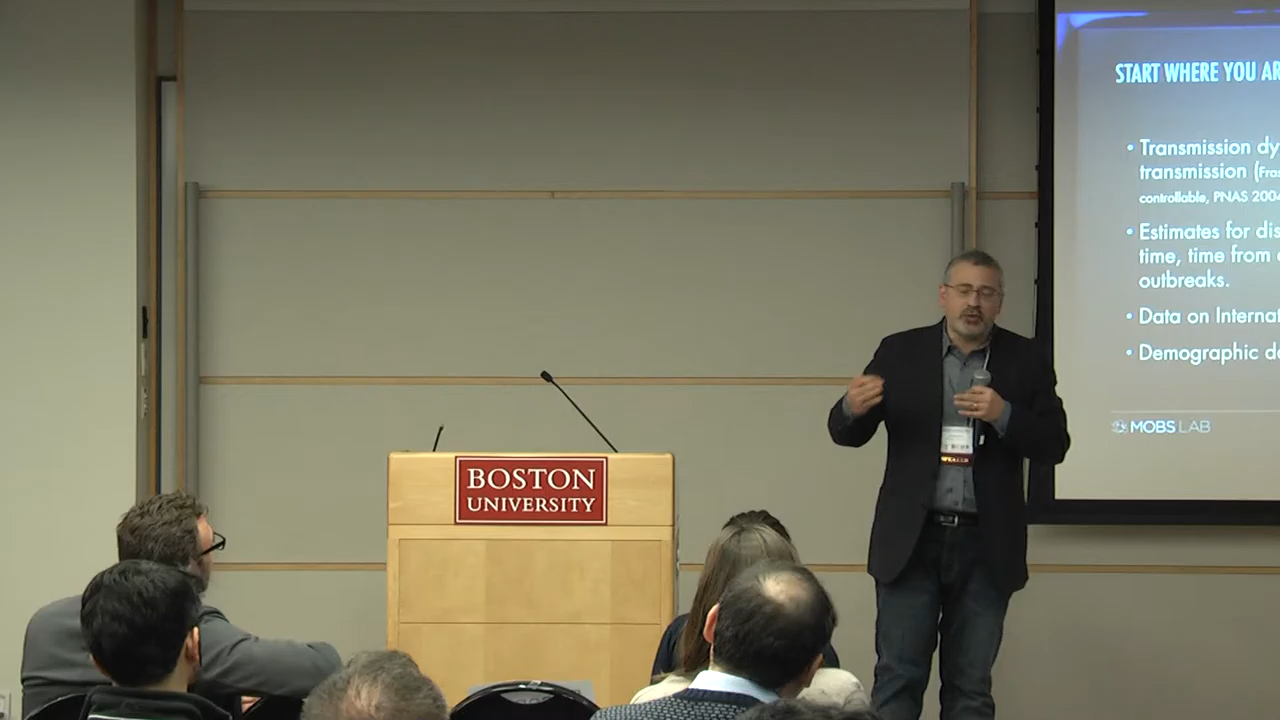 START WHERE YOU AR
• Transmission dy
transmission (Fras
controllable, PNAS 2004
• Estimates for dis
time, time from
outbreaks.
• Data on Internat
• Demographic de
MOBS LAB
BOSTON
UNIVERSITY